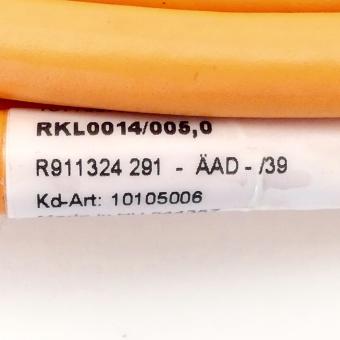 RKL0014/005,0
R911324 291 - ÄAD - /39
Kd-Art: 10105006